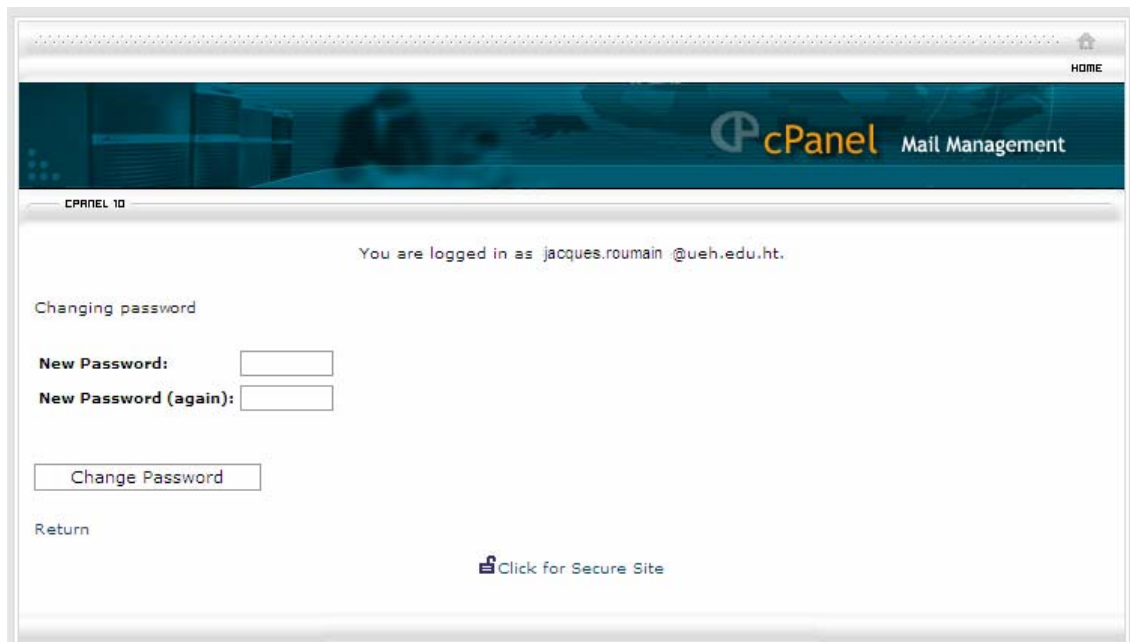 HOME
cPanel Mail Management
CPANEL 10
You are logged in as jacques.roumain @ueh.edu.ht.
Changing password
New Password:
New Password (again):
Change Password
Return
Click for Secure Site